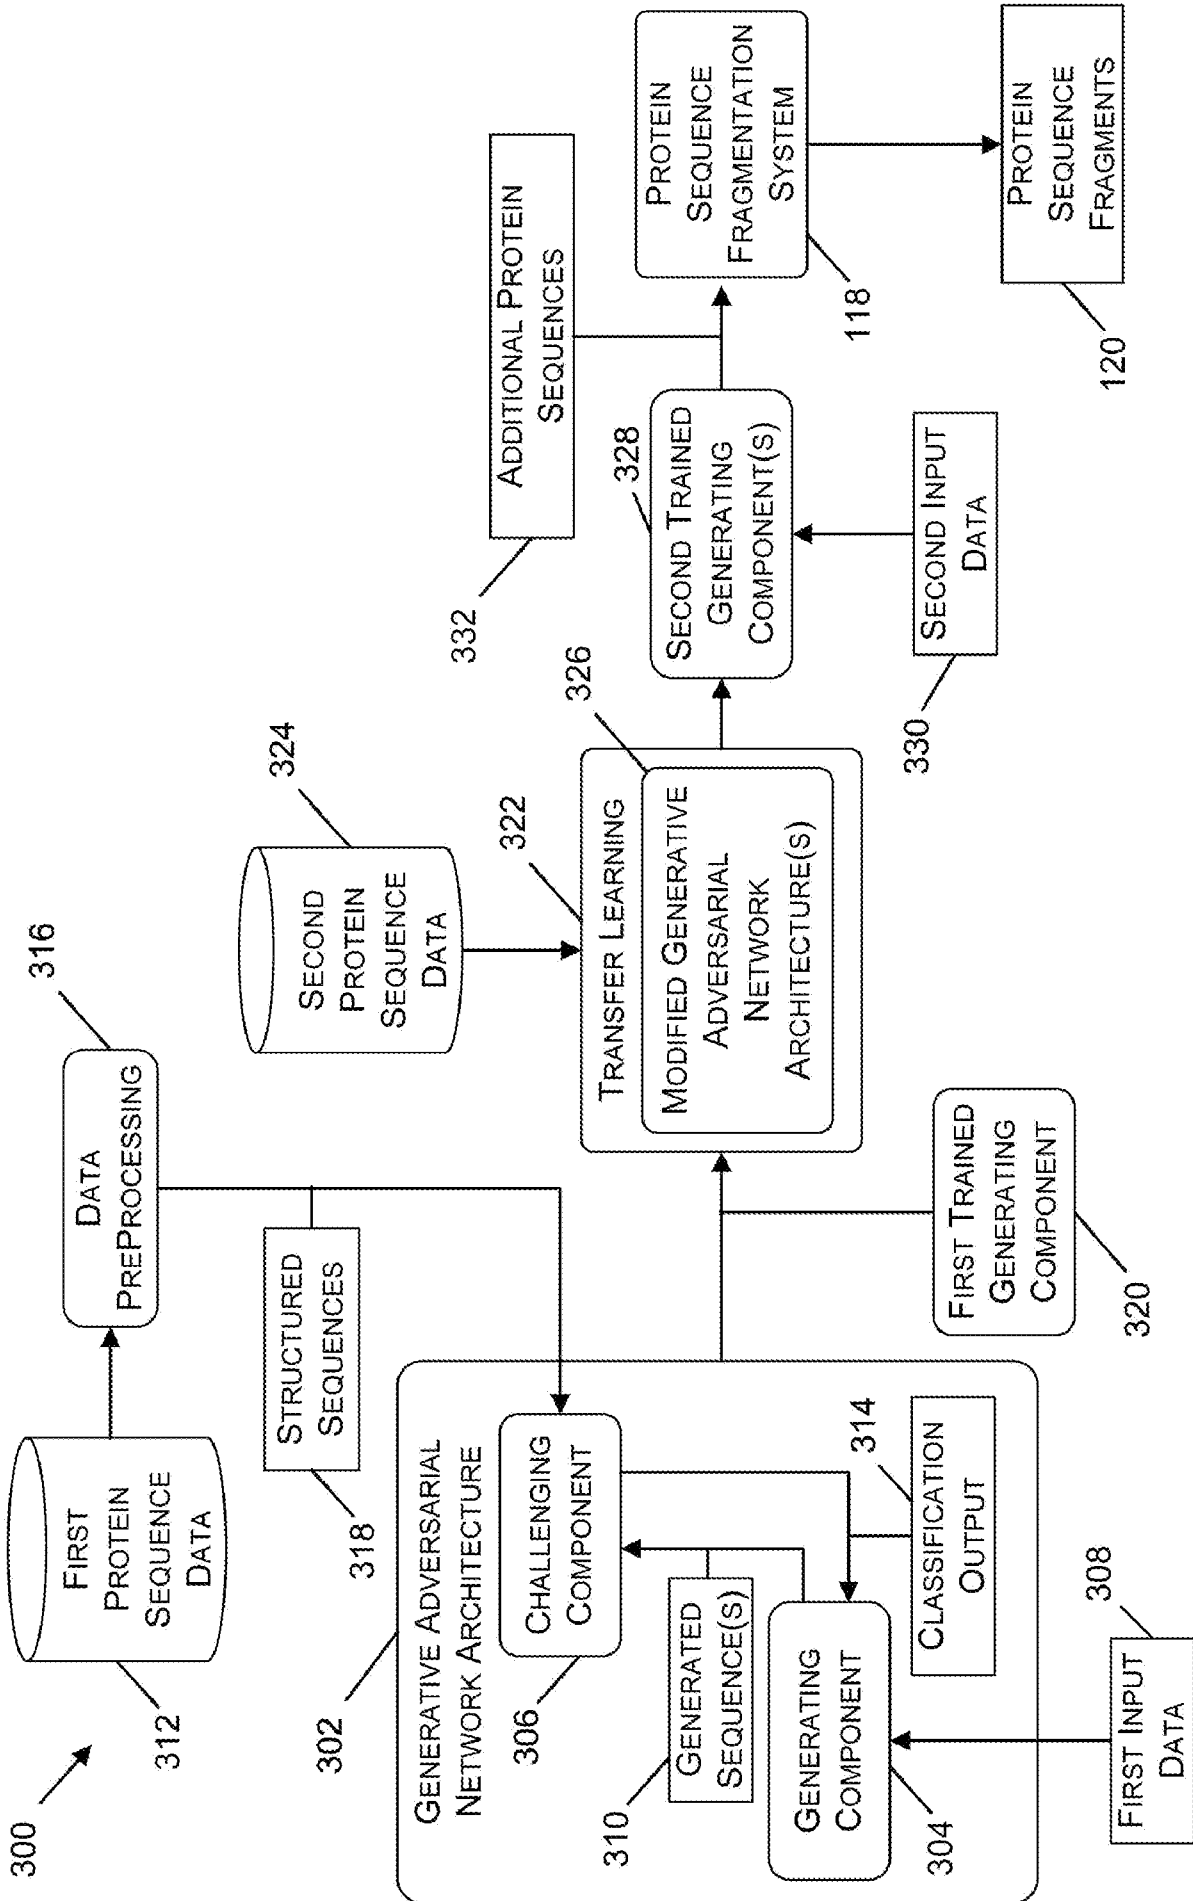 300
312
FIRST
PROTEIN
SEQUENCE
DATA
316
DATA
PREPROCESSING
318
STRUCTURED
SEQUENCES
302
GENERATIVE ADVERSARIAL
NETWORK ARCHITECTURE
306
CHALLENGING
COMPONENT
310
GENERATED
SEQUENCE(S)
GENERATING
COMPONENT
304
314
CLASSIFICATION
OUTPUT
308
FIRST INPUT
DATA
324
SECOND
PROTEIN
SEQUENCE
DATA
322
TRANSFER LEARNING
326
MODIFIED GENERATIVE
ADVERSARIAL
NETWORK
ARCHITECTURE(S)
FIRST TRAINED
GENERATING
COMPONENT
320
332
ADDITIONAL PROTEIN
SEQUENCES
328
SECOND TRAINED
GENERATING
COMPONENT(S)
330
SECOND INPUT
DATA
PROTEIN
SEQUENCE
FRAGMENTATION
SYSTEM
118
PROTEIN
SEQUENCE
FRAGMENTS
120